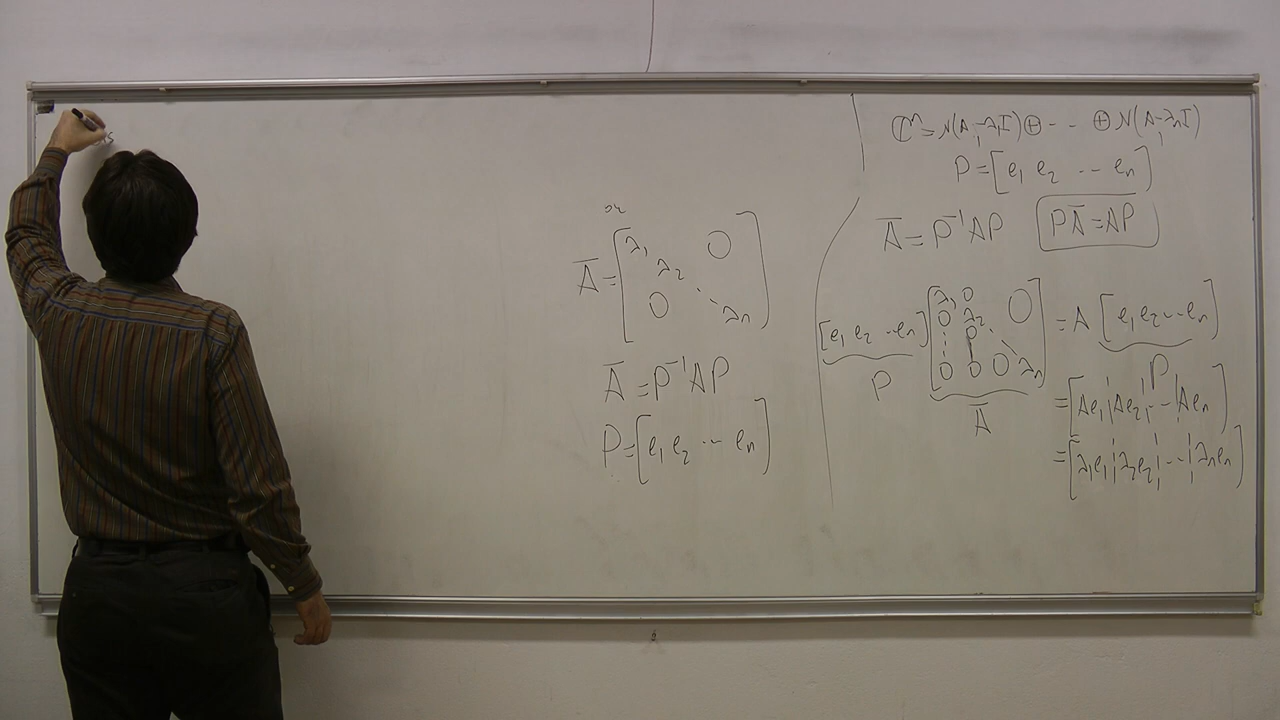 Ā = [λ₁ λ₂ ⋱ λₙ 0 0]
Ā = P⁻¹AP
P = [e₁ e₂ ⋯ eₙ]
ℂⁿ = N(A-λ₁I) ⊕ - - ⊕ N(A-λₙI)
P = [e₁ e₂ -- eₙ]
Ā = P⁻¹AP PĀ = AP
[e₁ e₂ -- eₙ] [λ₁ 0 0
0 λ₂
0
0 0 0 λₙ] = A [e₁ e₂ -- eₙ]
P Ā P
= [Ae₁ ¦ Ae₂ ¦ -- ¦ Aeₙ]
= [λ₁e₁ ¦ λ₂e₂ ¦ -- ¦ λₙeₙ]